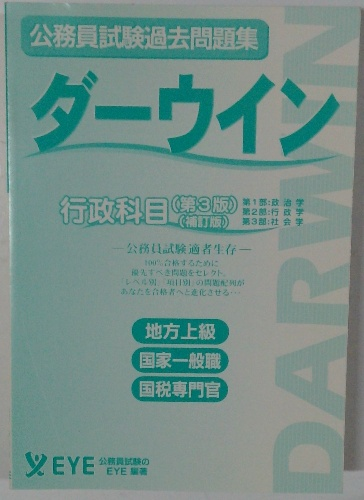 公務員試験過去問題集
ダーウィン
行政科目(第3版)
(補訂版)
第1部:政治学
第2部:行政学
第3部:社会学
―公務員試験適者生存―
100%合格するために
優先すべき問題をセレクト。
「レベル別」「項目別」の問題配列が
あなたを合格者へと進化させる…
地方上級
国家一般職
国税専門官
EYE 公務員試験の
EYE 編著
DARWIN